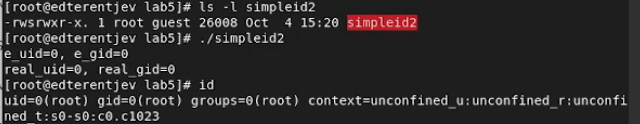 [root@edterentjev lab5]# ls -l simpleid2
-rwsrwxr-x. 1 root guest 26008 Oct  4 15:20 simpleid2
[root@edterentjev lab5]# ./simpleid2
e_uid=0, e_gid=0
real_uid=0, real_gid=0
[root@edterentjev lab5]# id
uid=0(root) gid=0(root) groups=0(root) context=unconfined_u:unconfined_r:unconfi
ned_t:s0-s0:c0.c1023